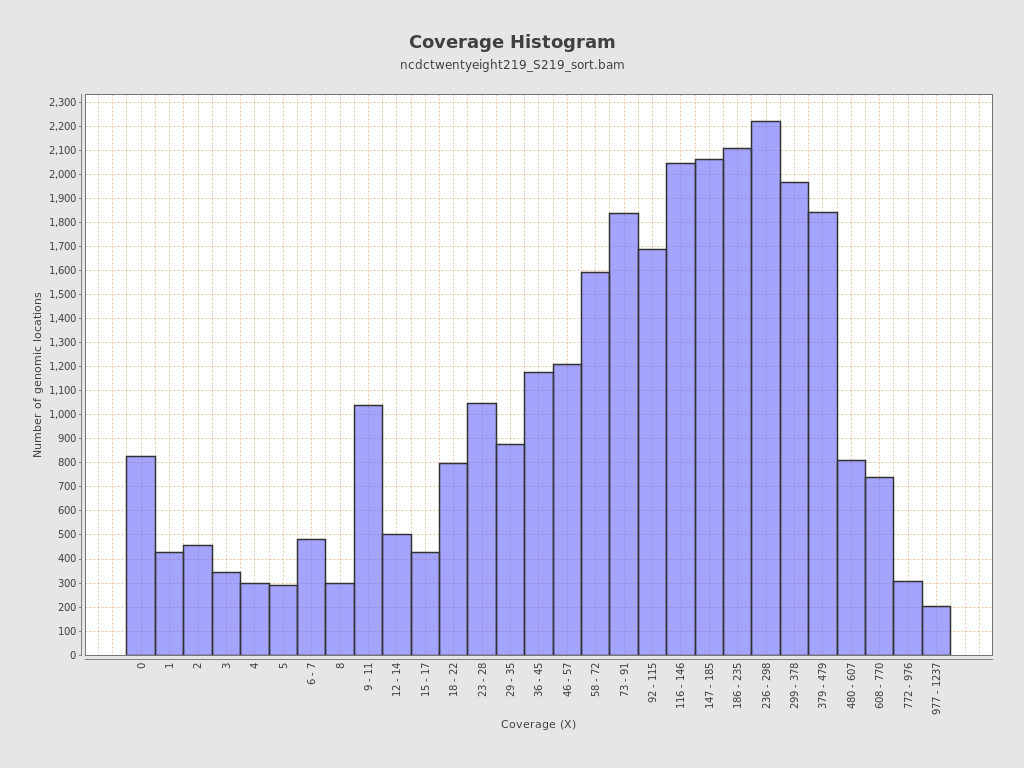 Coverage Histogram
ncdctwentyeight219_S219_sort.bam
2,300
2,200
2,100
2,000
1,900
1,800
1,700
1,600
1,500
1,400
1,300
1,200
1,100
1,000
900
800
700
600
500
400
300
200
100
0
Number of genomic locations
0
1
2
3
4
5
6 - 7
8
9 - 11
12 - 14
15 - 17
18 - 22
23 - 28
29 - 35
36 - 45
46 - 57
58 - 72
73 - 91
92 - 115
116 - 146
147 - 185
186 - 235
236 - 298
299 - 378
379 - 479
480 - 607
608 - 770
772 - 976
977 - 1237
Coverage (X)